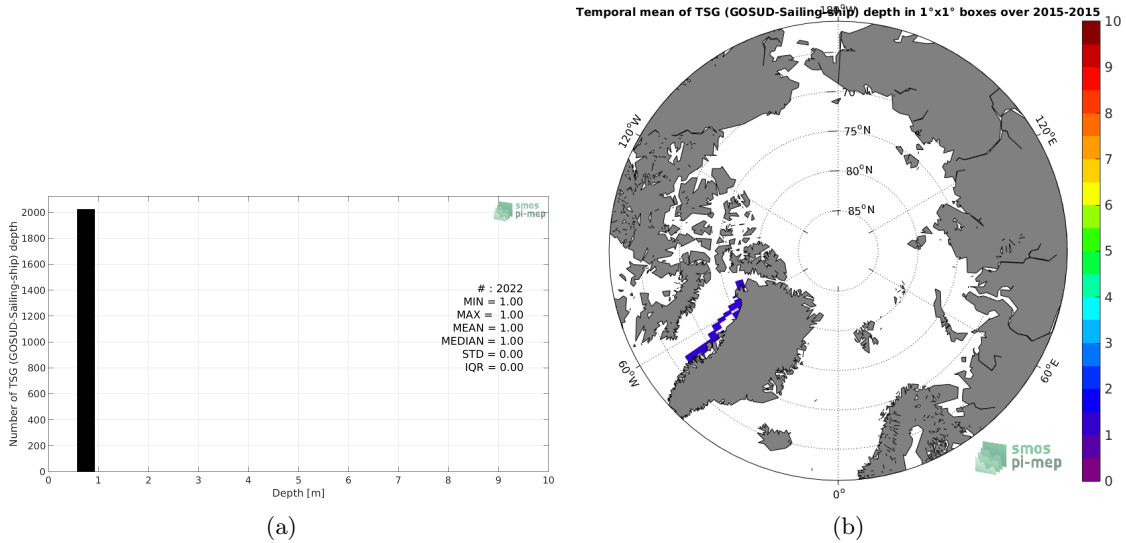 Temporal mean of TSG (GOSUD-Sailing-ship) depth in 1°x1° boxes over 2015-2015
smos
pi-mep
Number of TSG (GOSUD-Sailing-ship) depth
2000
1800
1600
1400
1200
1000
800
600
400
200
0
# : 2022
MIN = 1.00
MAX = 1.00
MEAN = 1.00
MEDIAN = 1.00
STD = 0.00
IQR = 0.00
0
1
2
3
4
5
6
7
8
9
10
Depth [m]
(a)
180°W
120°W
120°E
75°N
80°N
85°N
60°W
60°E
0°
smos
pi-mep
10
9
8
7
6
5
4
3
2
1
0
(b)